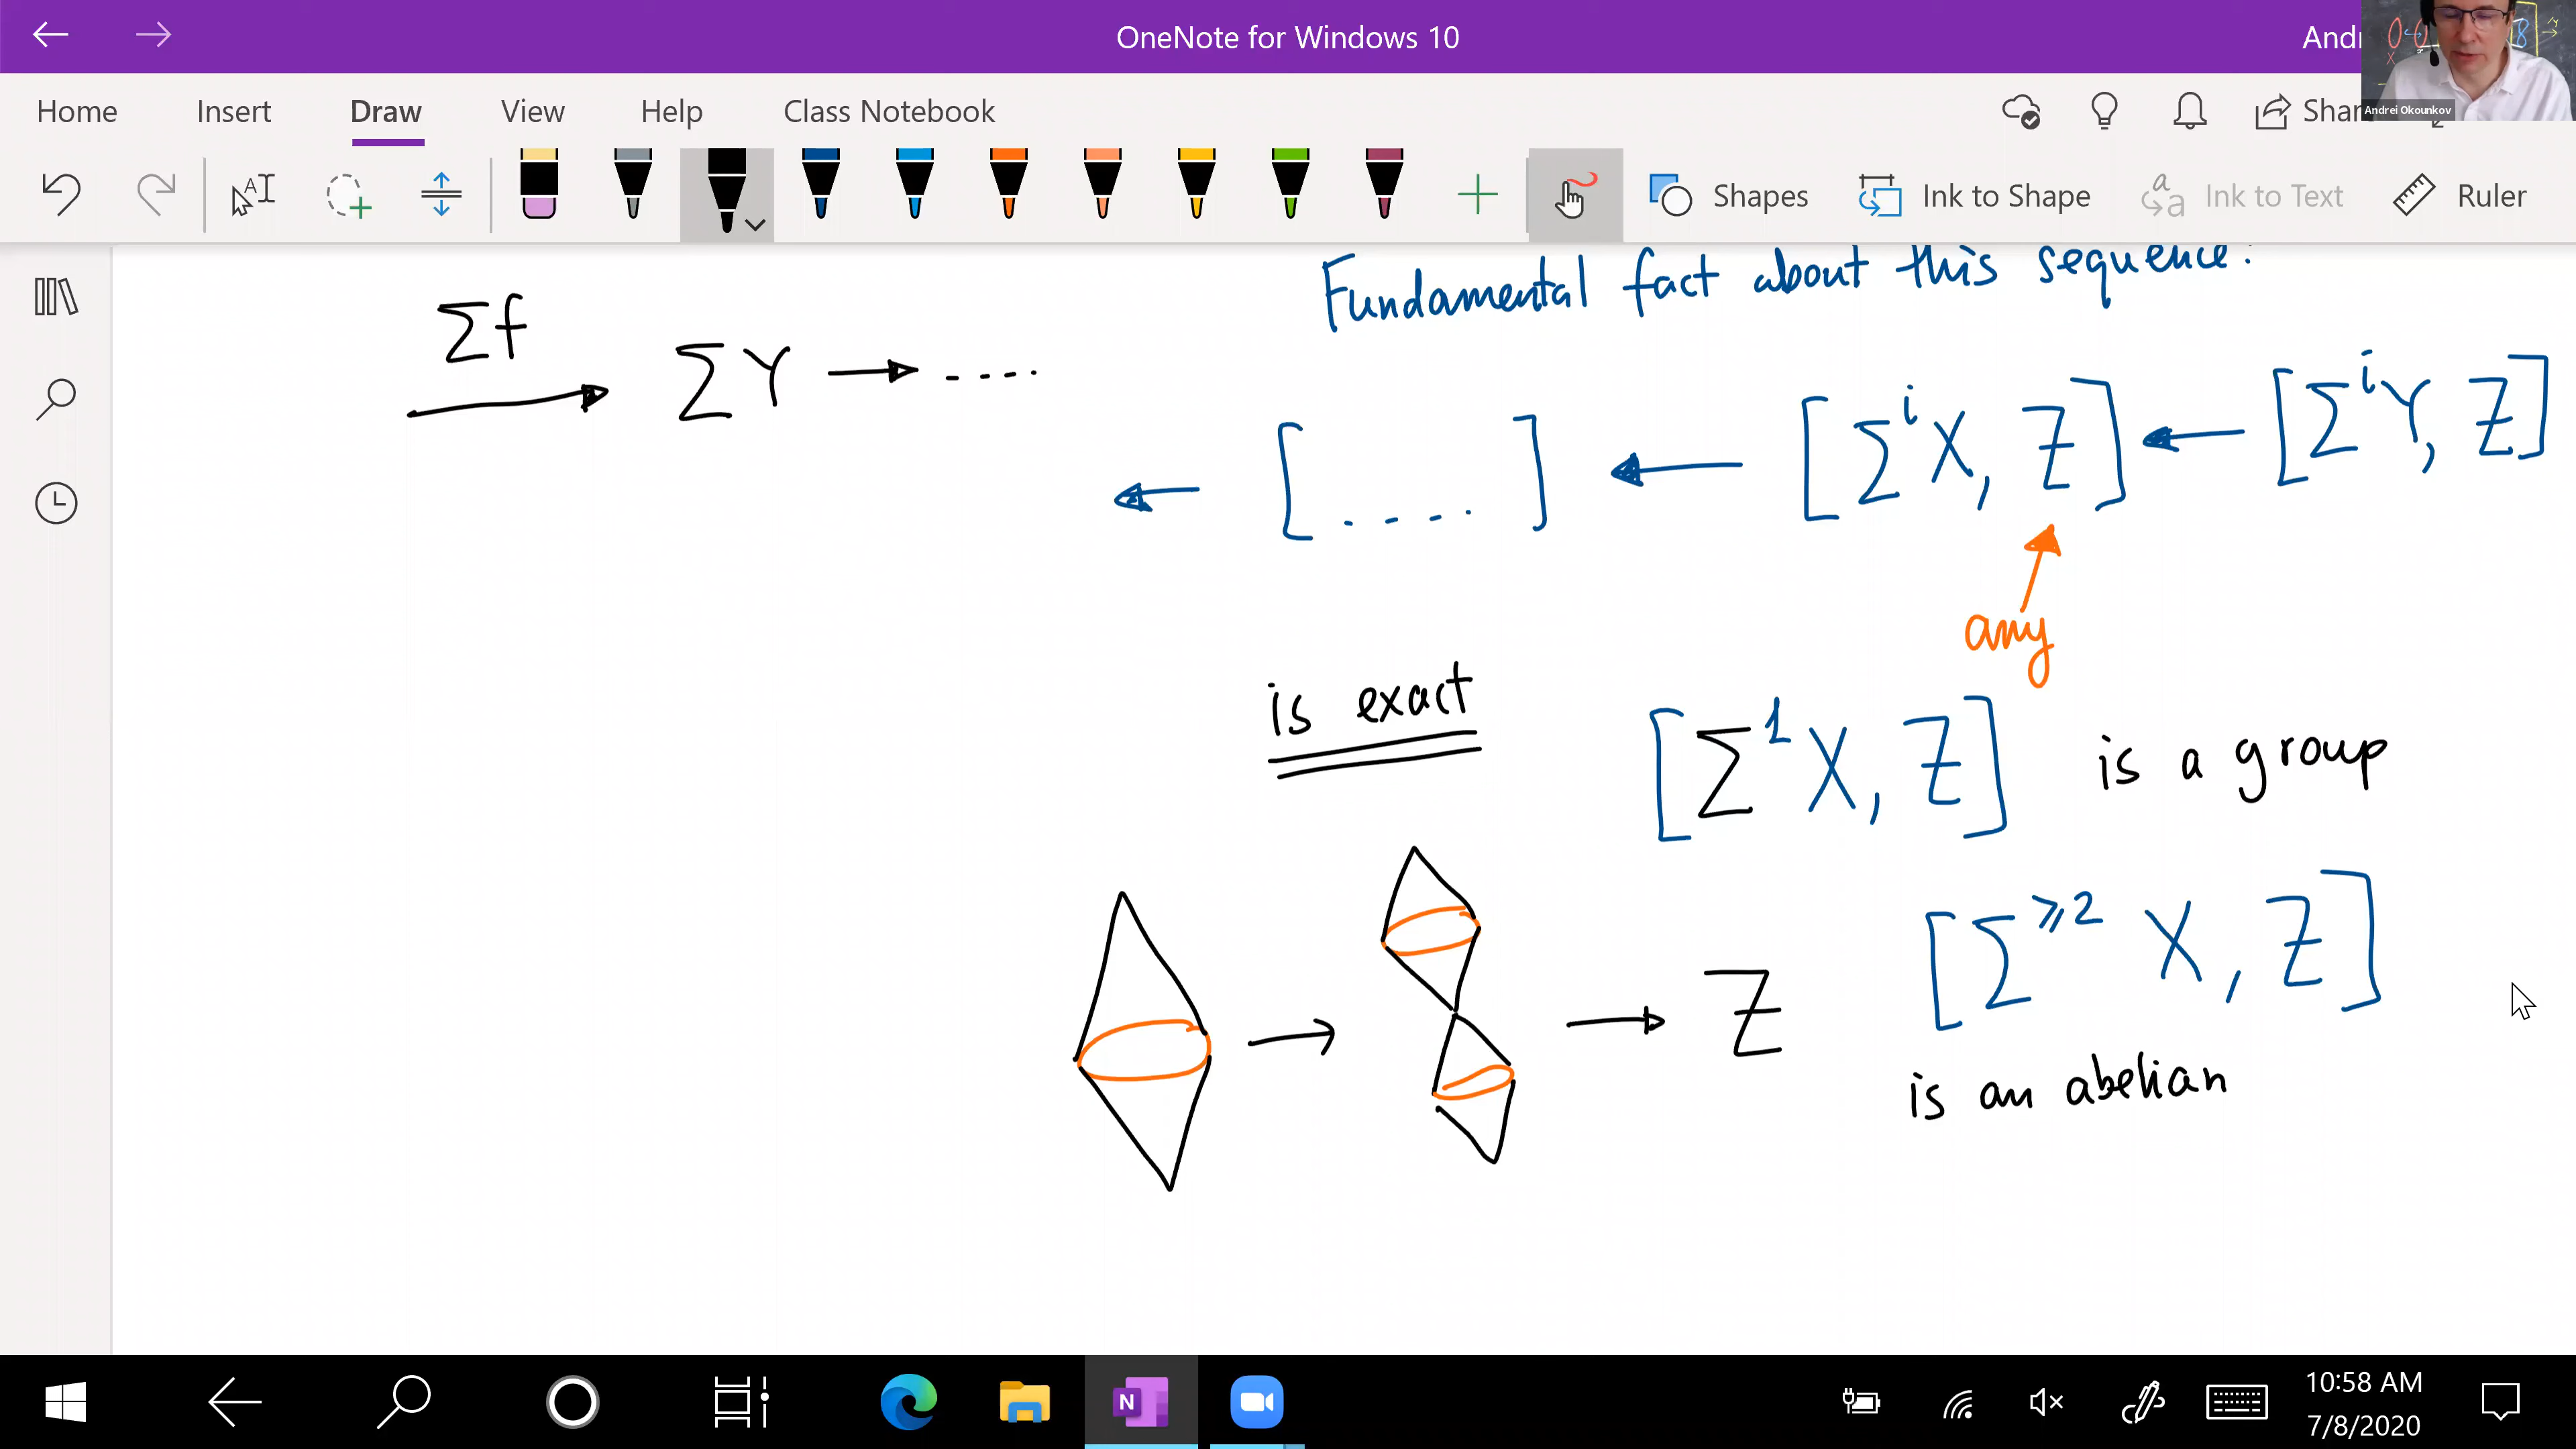 OneNote for Windows 10
Andrei Okounkov
Home Insert Draw View Help Class Notebook
Shapes Ink to Shape Ink to Text Ruler
Fundamental fact about this sequence:
Σf
ΣY → ....
← [ .... ] ← [Σ^i X, Z] ← [Σ^i Y, Z]
any
is exact
[Σ^1 X, Z] is a group
→ → Z
[Σ^≥2 X, Z]
is an abelian
10:58 AM
7/8/2020